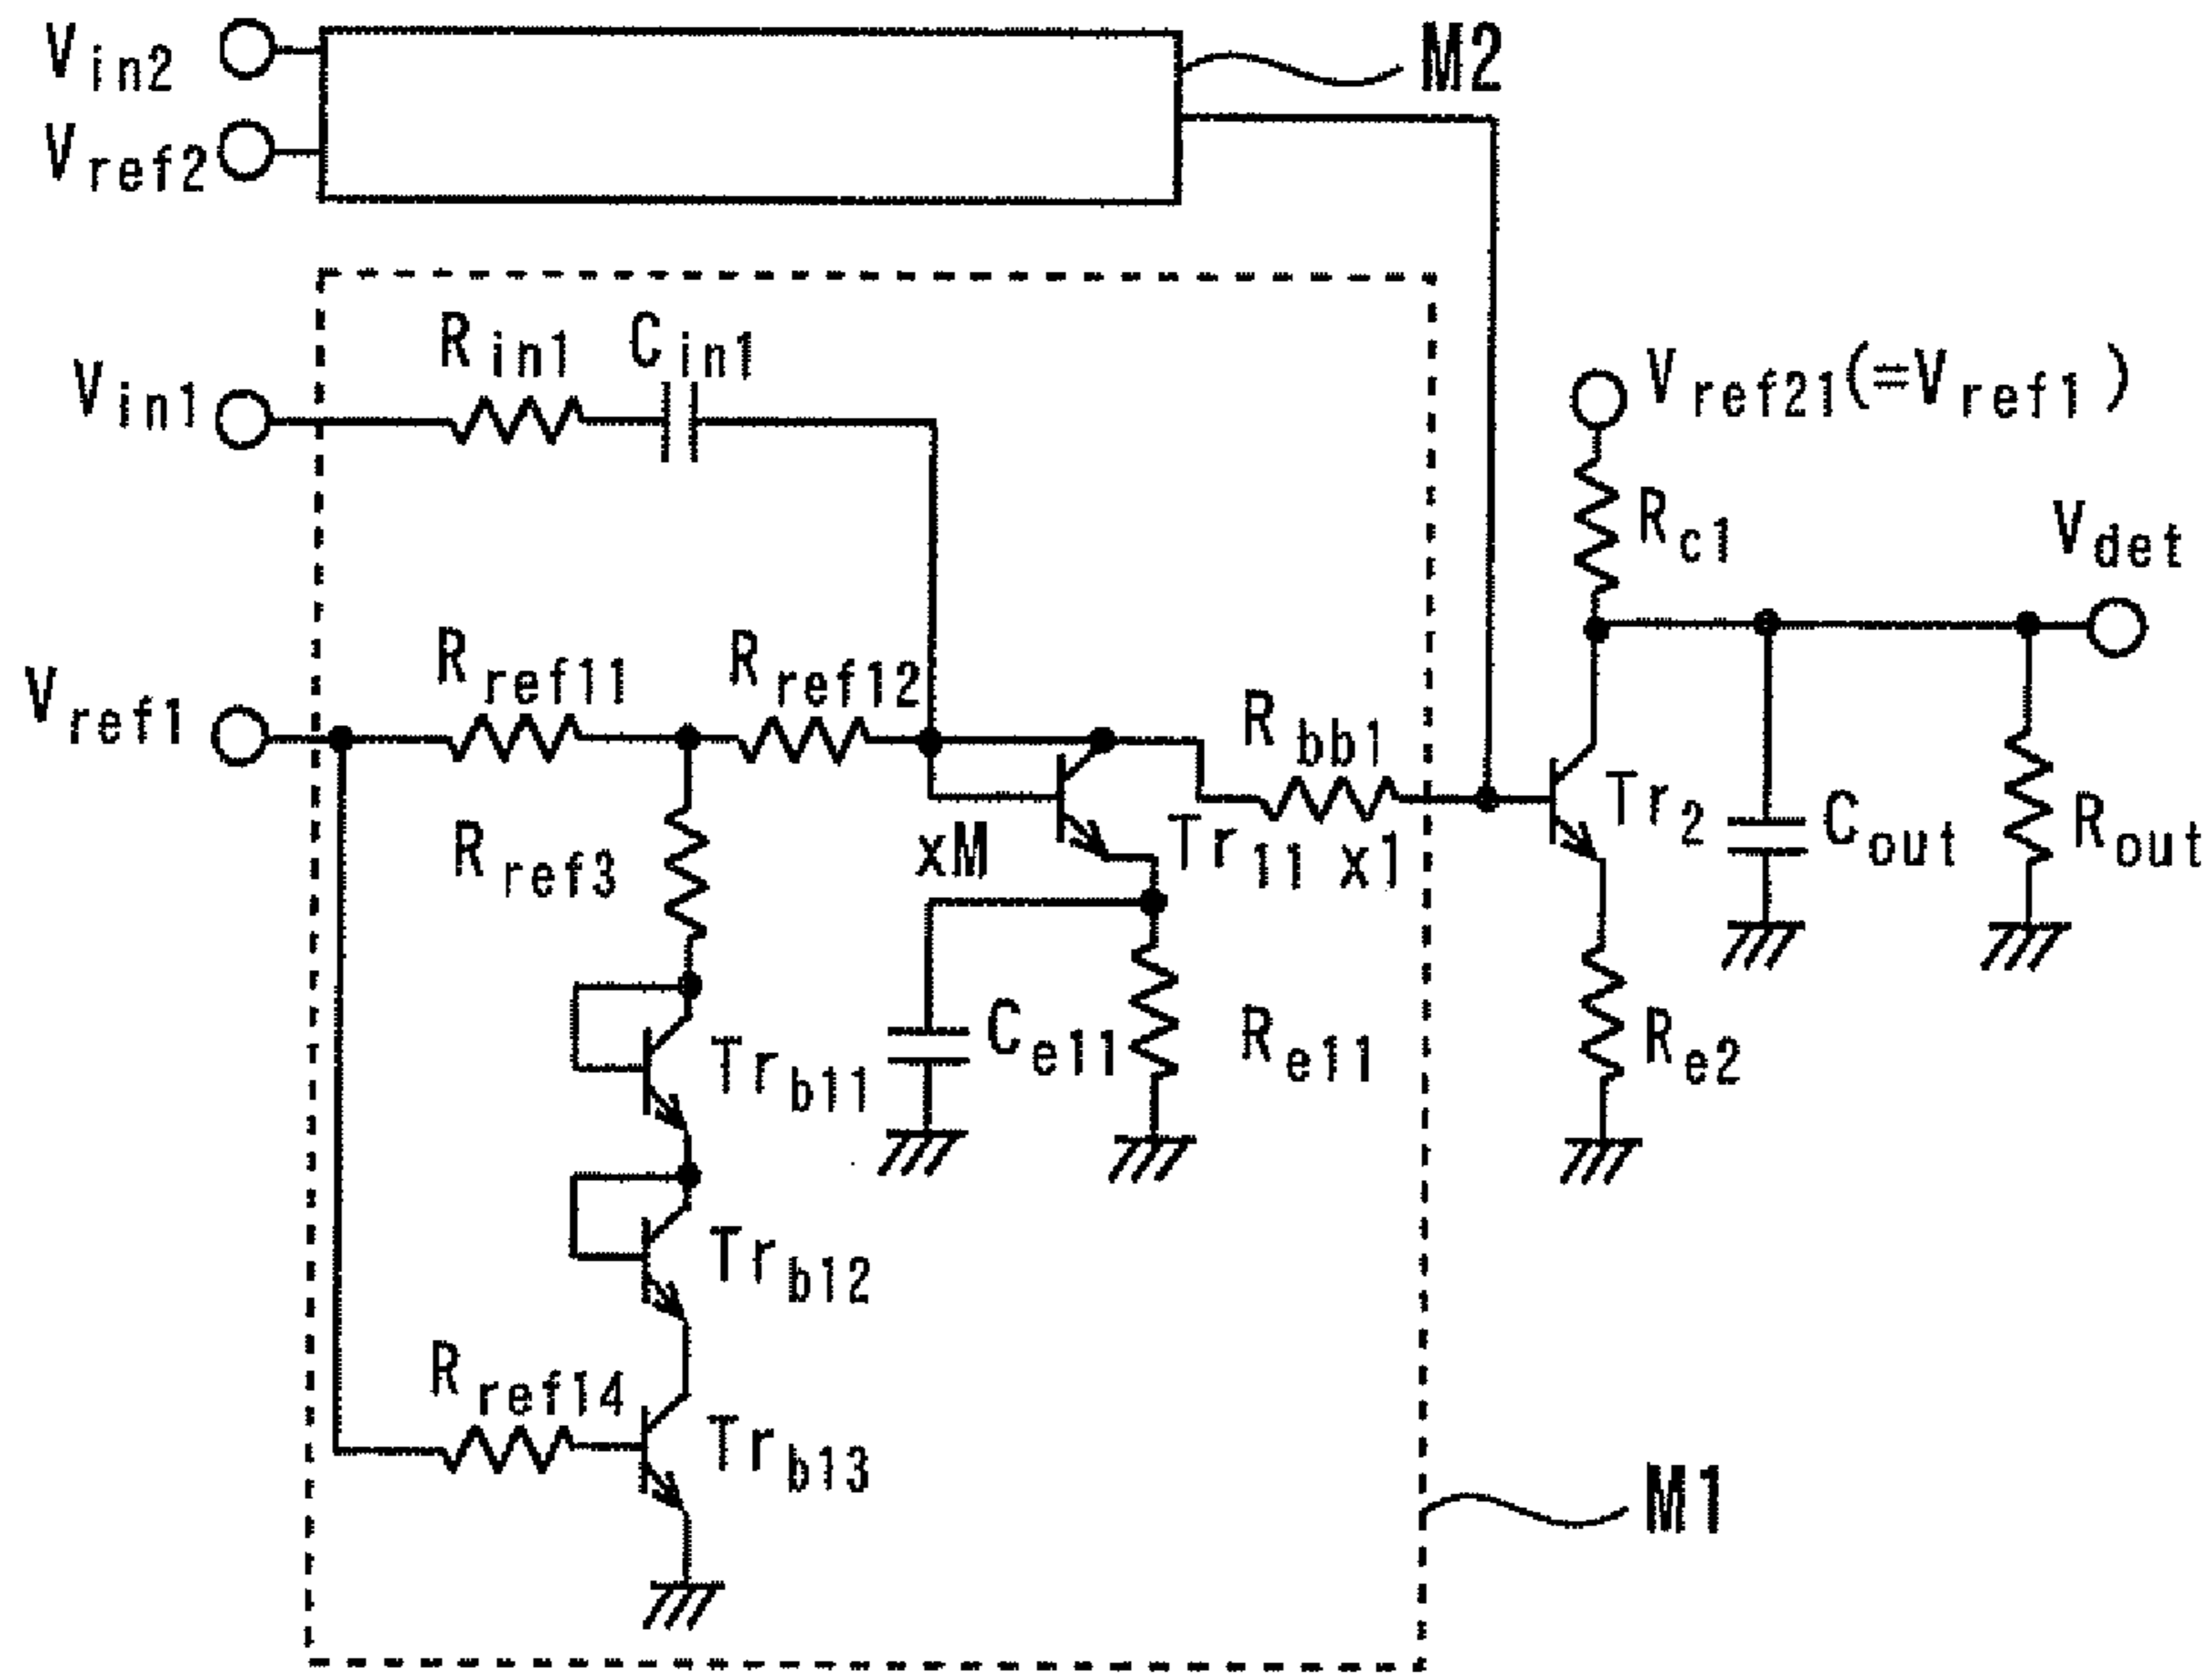 Vin2
M2
Vref2
Rin1
Cin1
Vin1
Vref21(=Vref1)
Rc1
Vdet
Rref11
Rref12
Vref1
Rbb1
Rref3
xM
Tr11
x1
Tr2
Cout
Rout
Trb11
Ce11
Re11
Re2
Trb12
Rref14
Trb13
M1